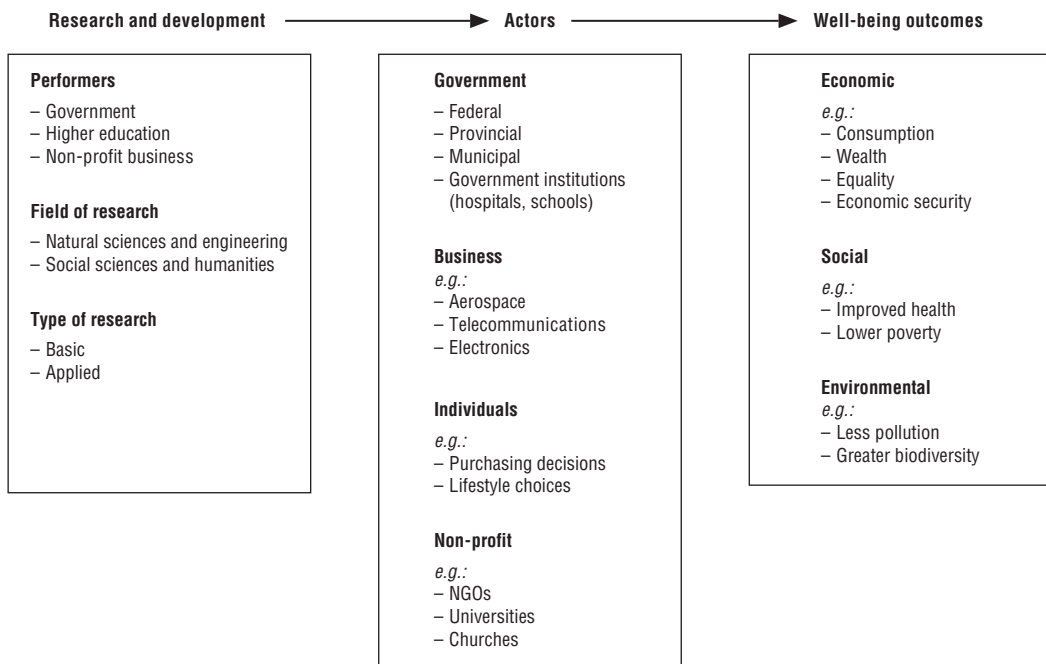 Research and development
Actors
Well-being outcomes
Performers
– Government
– Higher education
– Non-profit business
Field of research
– Natural sciences and engineering
– Social sciences and humanities
Type of research
– Basic
– Applied
Government
– Federal
– Provincial
– Municipal
– Government institutions
(hospitals, schools)
Business
e.g.:
– Aerospace
– Telecommunications
– Electronics
Individuals
e.g.:
– Purchasing decisions
– Lifestyle choices
Non-profit
e.g.:
– NGOs
– Universities
– Churches
Economic
e.g.:
– Consumption
– Wealth
– Equality
– Economic security
Social
e.g.:
– Improved health
– Lower poverty
Environmental
e.g.:
– Less pollution
– Greater biodiversity